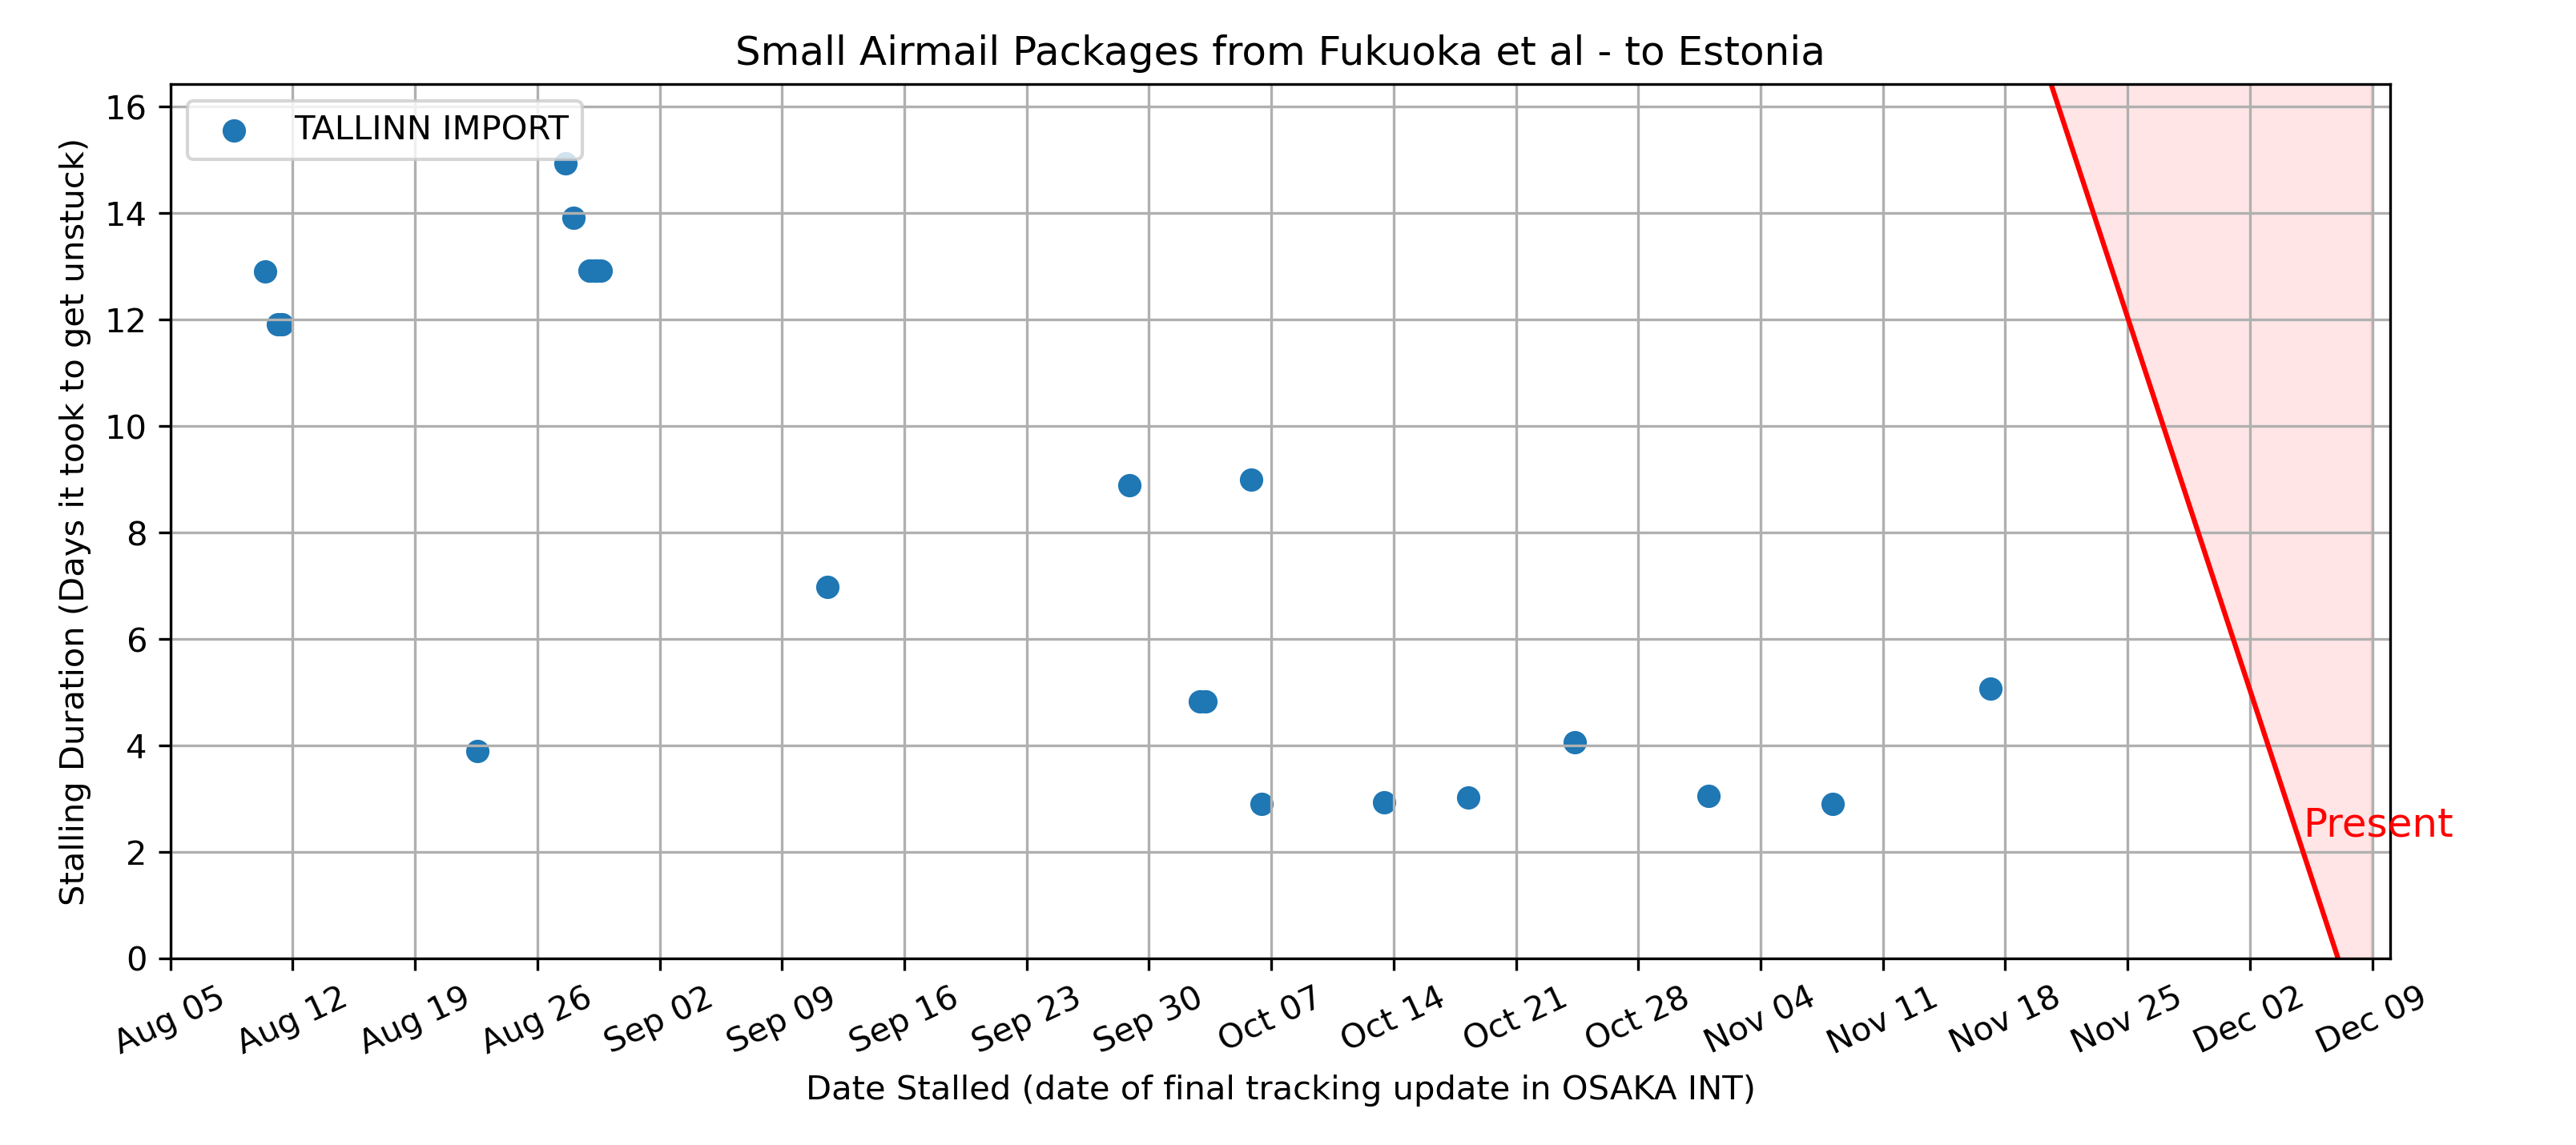 Small Airmail Packages from Fukuoka et al - to Estonia
TALLINN IMPORT
Stalling Duration (Days it took to get unstuck)
16
14
12
10
8
6
4
2
0
Present
Aug 05
Aug 12
Aug 19
Aug 26
Sep 02
Sep 09
Sep 16
Sep 23
Sep 30
Oct 07
Oct 14
Oct 21
Oct 28
Nov 04
Nov 11
Nov 18
Nov 25
Dec 02
Dec 09
Date Stalled (date of final tracking update in OSAKA INT)